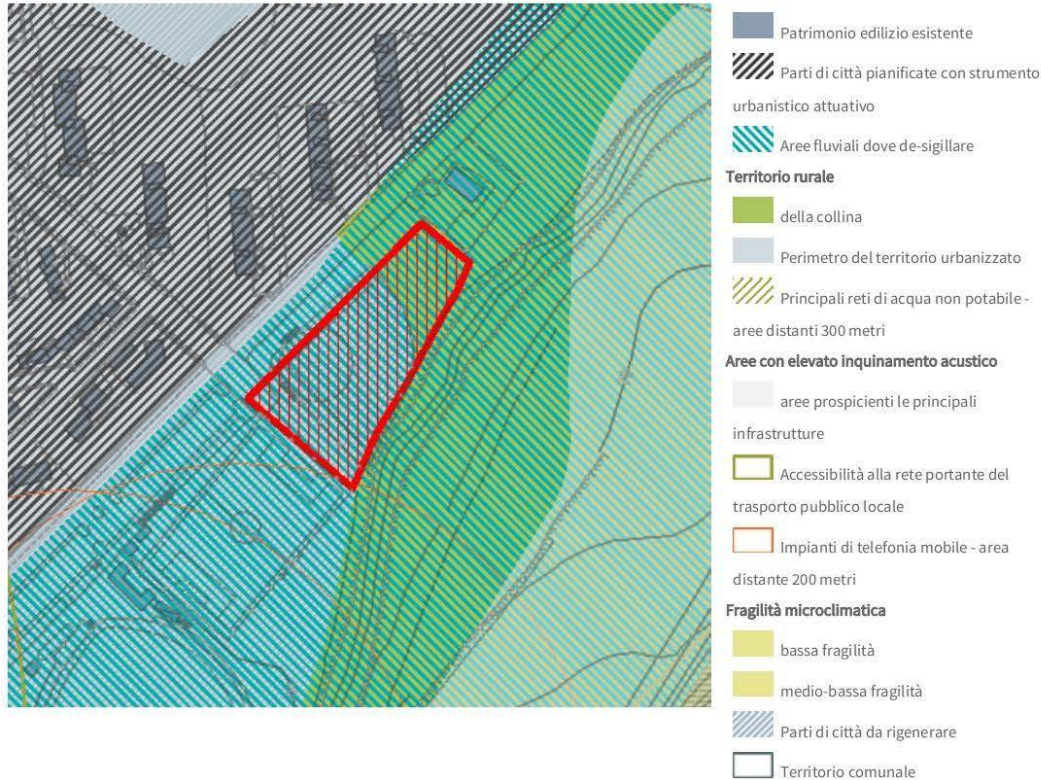 Patrimonio edilizio esistente
Parti di città pianificate con strumento
urbanistico attuativo
Aree fluviali dove de-sigillare
Territorio rurale
della collina
Perimetro del territorio urbanizzato
Principali reti di acqua non potabile -
aree distanti 300 metri
Aree con elevato inquinamento acustico
aree prospicienti le principali
infrastrutture
Accessibilità alla rete portante del
trasporto pubblico locale
Impianti di telefonia mobile - area
distante 200 metri
Fragilità microclimatica
bassa fragilità
medio-bassa fragilità
Parti di città da rigenerare
Territorio comunale